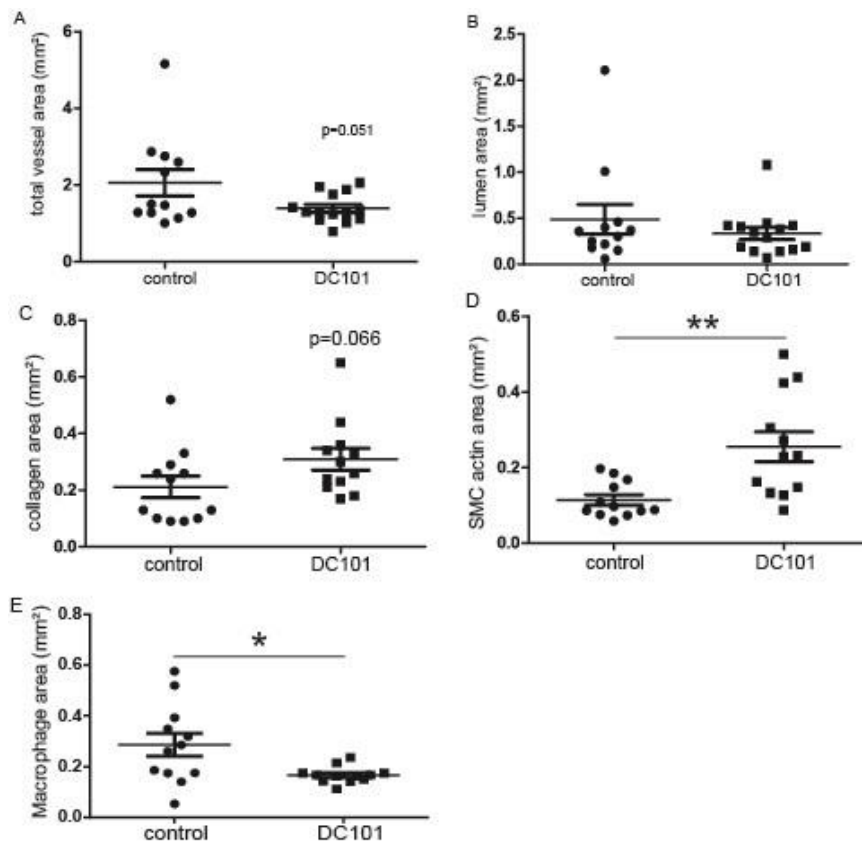 A
total vessel area (mm²)
6
4
2
0
p=0.051
control
DC101
B
lumen area (mm²)
2.5
2.0
1.5
1.0
0.5
0.0
control
DC101
C
collagen area (mm²)
0.8
0.6
0.4
0.2
0.0
p=0.066
control
DC101
D
SMC actin area (mm²)
0.6
0.4
0.2
0.0
**
control
DC101
E
Macrophage area (mm²)
0.8
0.6
0.4
0.2
0.0
*
control
DC101